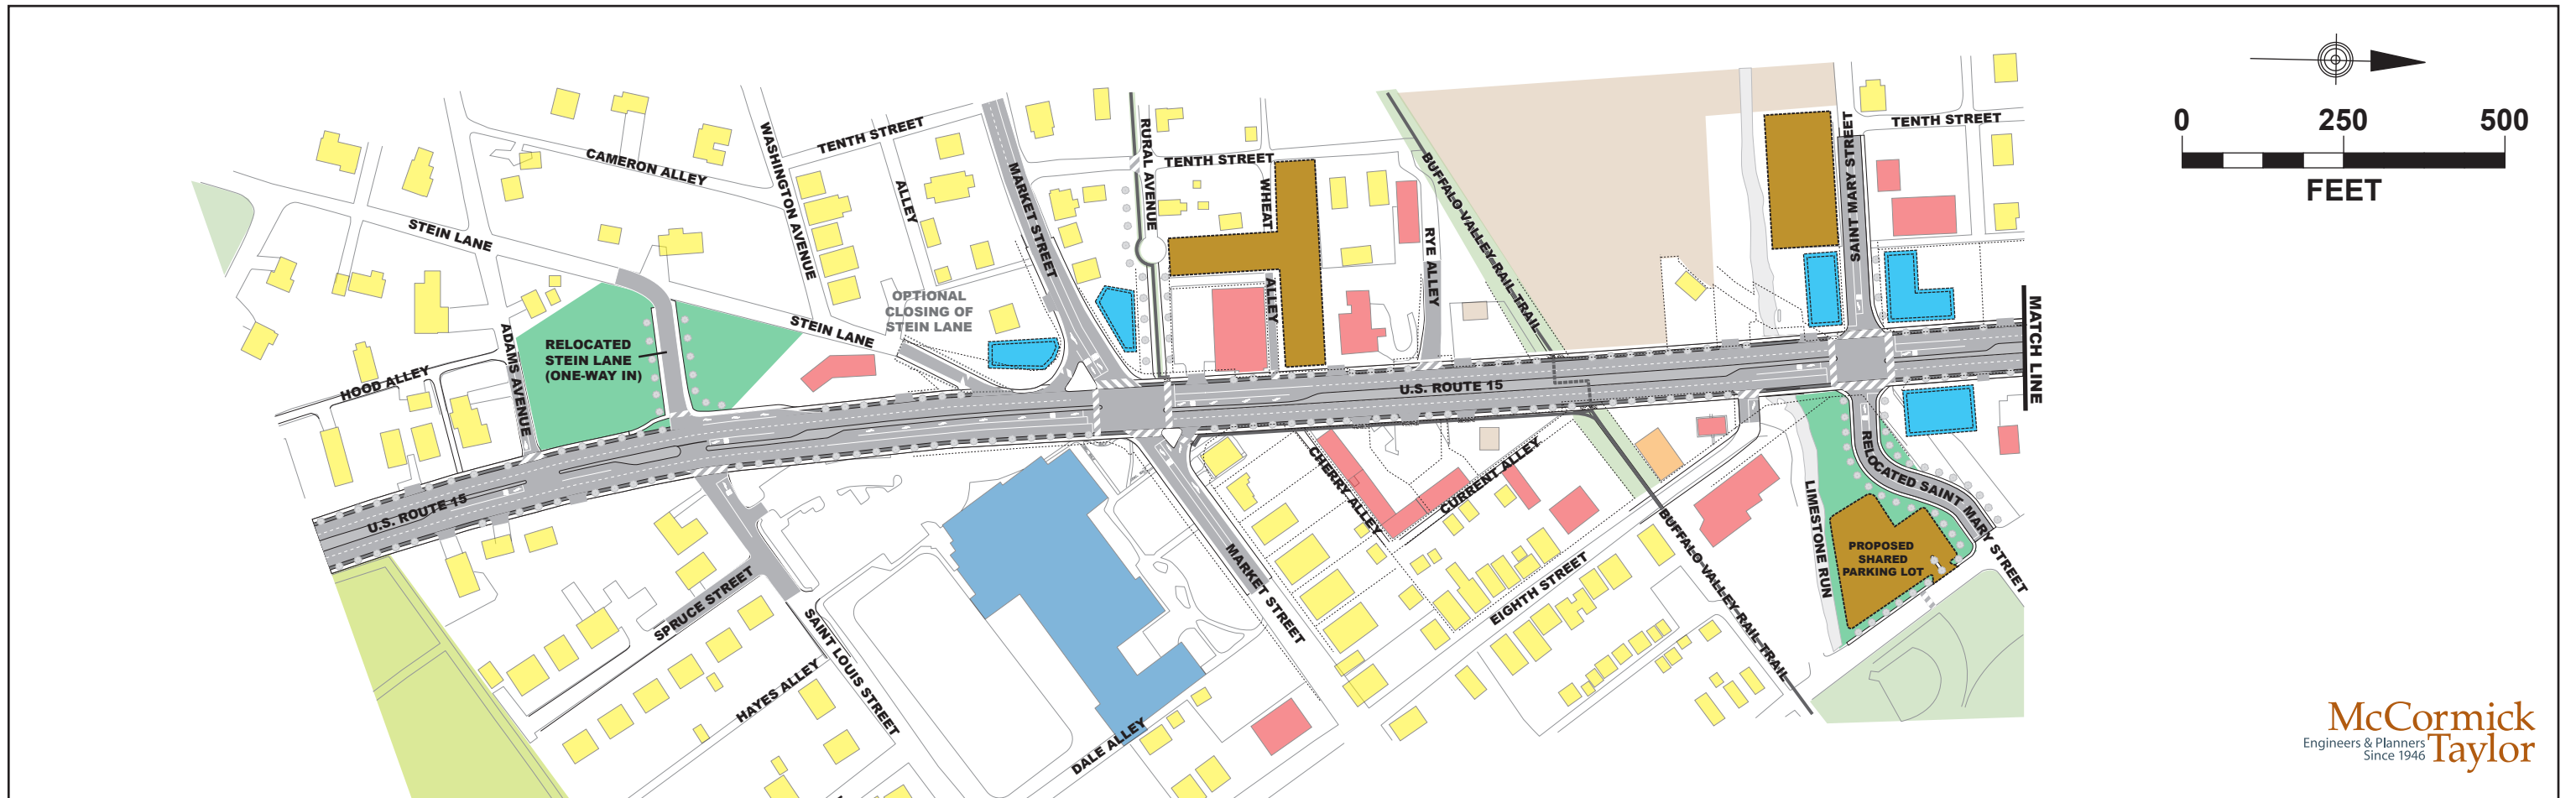 0
250
500
FEET
SAINT MARY STREET
TENTH STREET
WASHINGTON AVENUE
TENTH STREET
RURAL AVENUE
CAMERON ALLEY
TENTH STREET
MARKET STREET
WHEAT
ALLEY
BUFFALO VALLEY RAIL TRAIL
ALLEY
STEIN LANE
RYE ALLEY
OPTIONAL
CLOSING OF
STEIN LANE
STEIN LANE
MATCH LINE
ADAMS AVENUE
RELOCATED
STEIN LANE
(ONE-WAY IN)
HOOD ALLEY
U.S. ROUTE 15
U.S. ROUTE 15
CHERRY ALLEY
CURRENT ALLEY
RELOCATED SAINT MARY STREET
LIMESTONE RUN
PROPOSED
SHARED
PARKING LOT
BUFFALO VALLEY RAIL TRAIL
MARKET STREET
EIGHTH STREET
SPRUCE STREET
SAINT LOUIS STREET
HAYES ALLEY
DALE ALLEY
McCormick
Taylor
Engineers & Planners
Since 1946